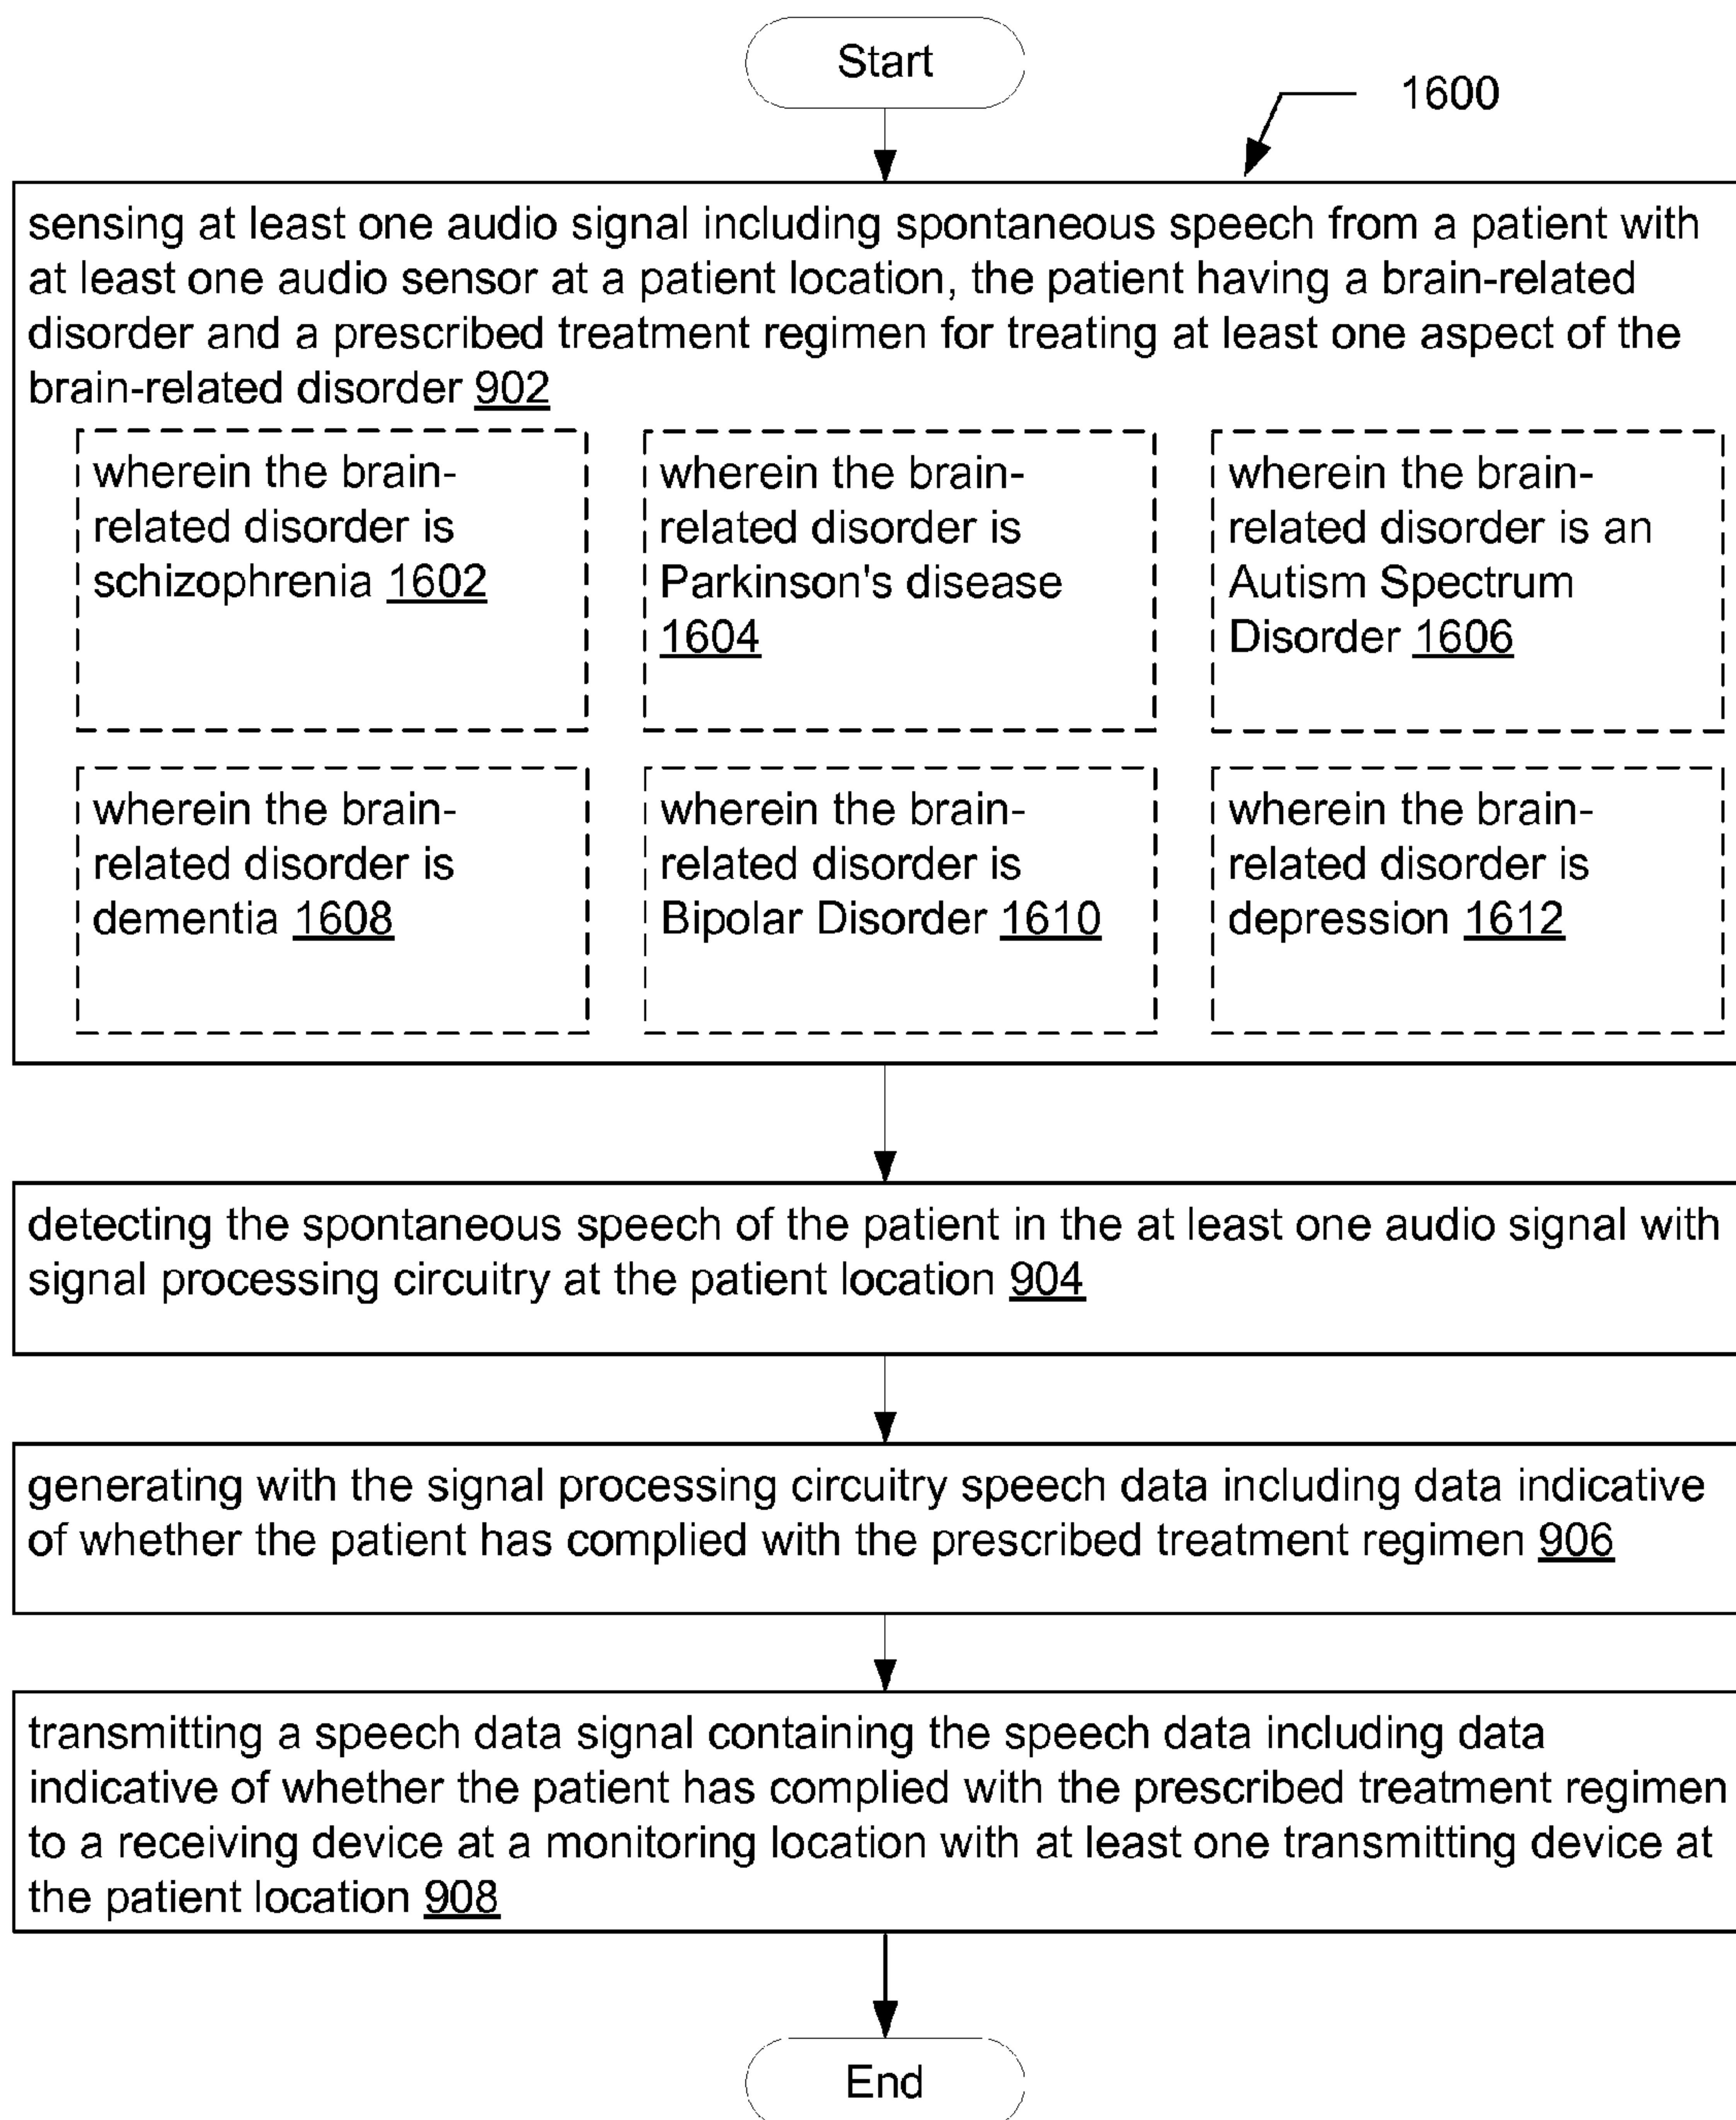 Start
1600
sensing at least one audio signal including spontaneous speech from a patient with
at least one audio sensor at a patient location, the patient having a brain-related
disorder and a prescribed treatment regimen for treating at least one aspect of the
brain-related disorder 902
wherein the brain-
related disorder is
schizophrenia 1602
wherein the brain-
related disorder is
Parkinson's disease
1604
wherein the brain-
related disorder is an
Autism Spectrum
Disorder 1606
wherein the brain-
related disorder is
dementia 1608
wherein the brain-
related disorder is
Bipolar Disorder 1610
wherein the brain-
related disorder is
depression 1612
detecting the spontaneous speech of the patient in the at least one audio signal with
signal processing circuitry at the patient location 904
generating with the signal processing circuitry speech data including data indicative
of whether the patient has complied with the prescribed treatment regimen 906
transmitting a speech data signal containing the speech data including data
indicative of whether the patient has complied with the prescribed treatment regimen
to a receiving device at a monitoring location with at least one transmitting device at
the patient location 908
End